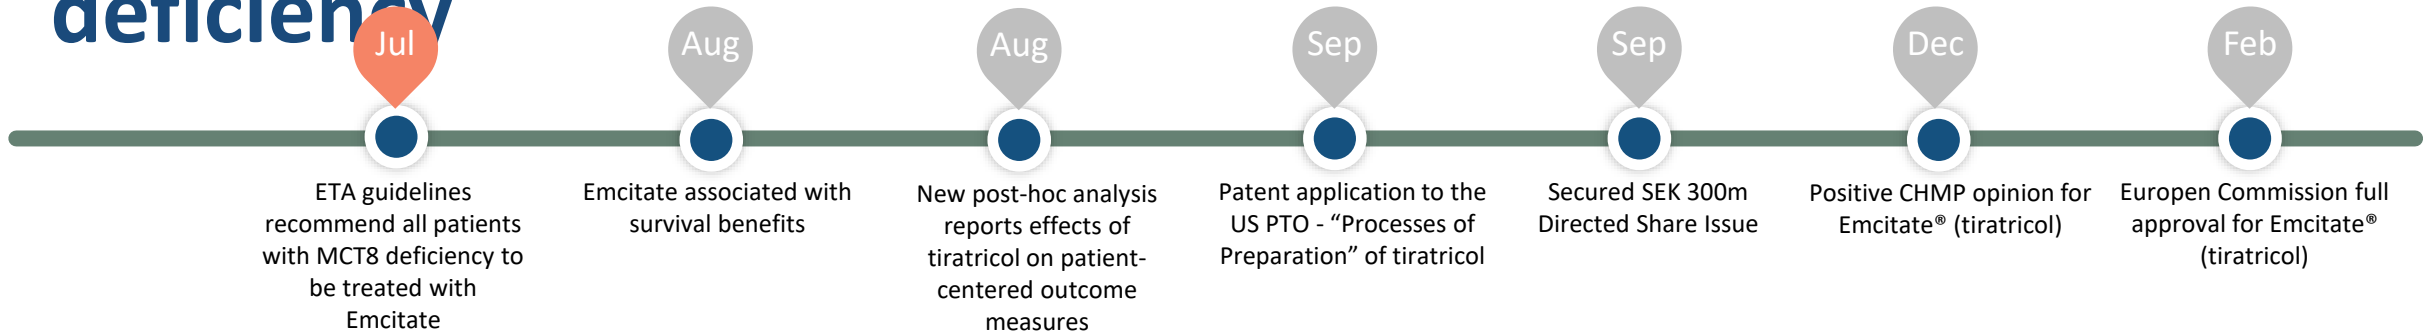 deficiency
Jul
Aug
Aug
Sep
Sep
Dec
Feb
ETA guidelines
recommend all patients
with MCT8 deficiency to
be treated with
Emcitate
Emcitate associated with
survival benefits
New post-hoc analysis
reports effects of
tiratricol on patient-
centered outcome
measures
Patent application to the
US PTO - “Processes of
Preparation” of tiratricol
Secured SEK 300m
Directed Share Issue
Positive CHMP opinion for
Emcitate® (tiratricol)
Europen Commission full
approval for Emcitate®
(tiratricol)